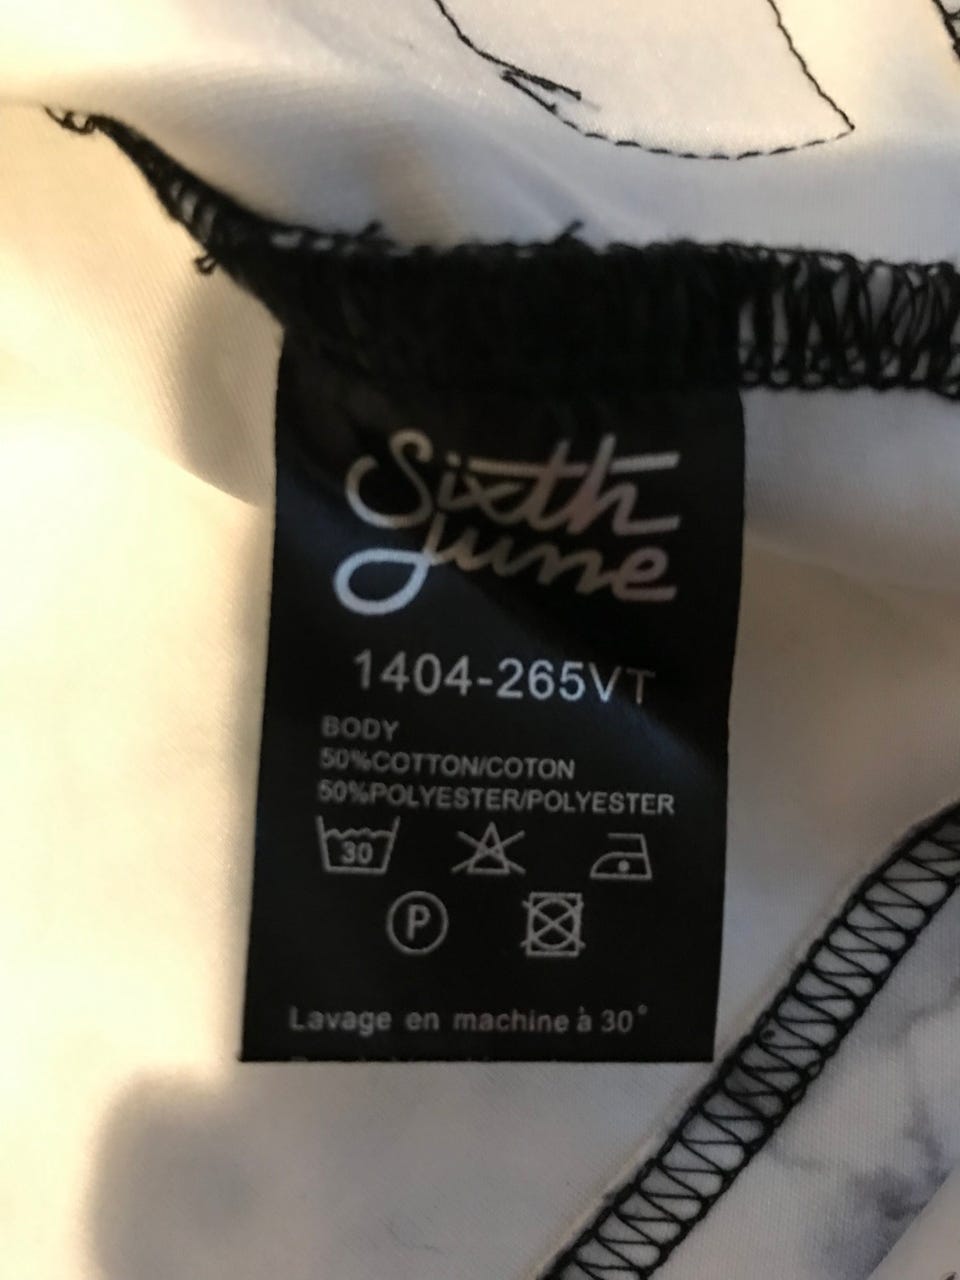 Sixth
June
1404-265VT
BODY
50%COTTON/COTON
50%POLYESTER/POLYESTER
30
P
Lavage en machine à 30°